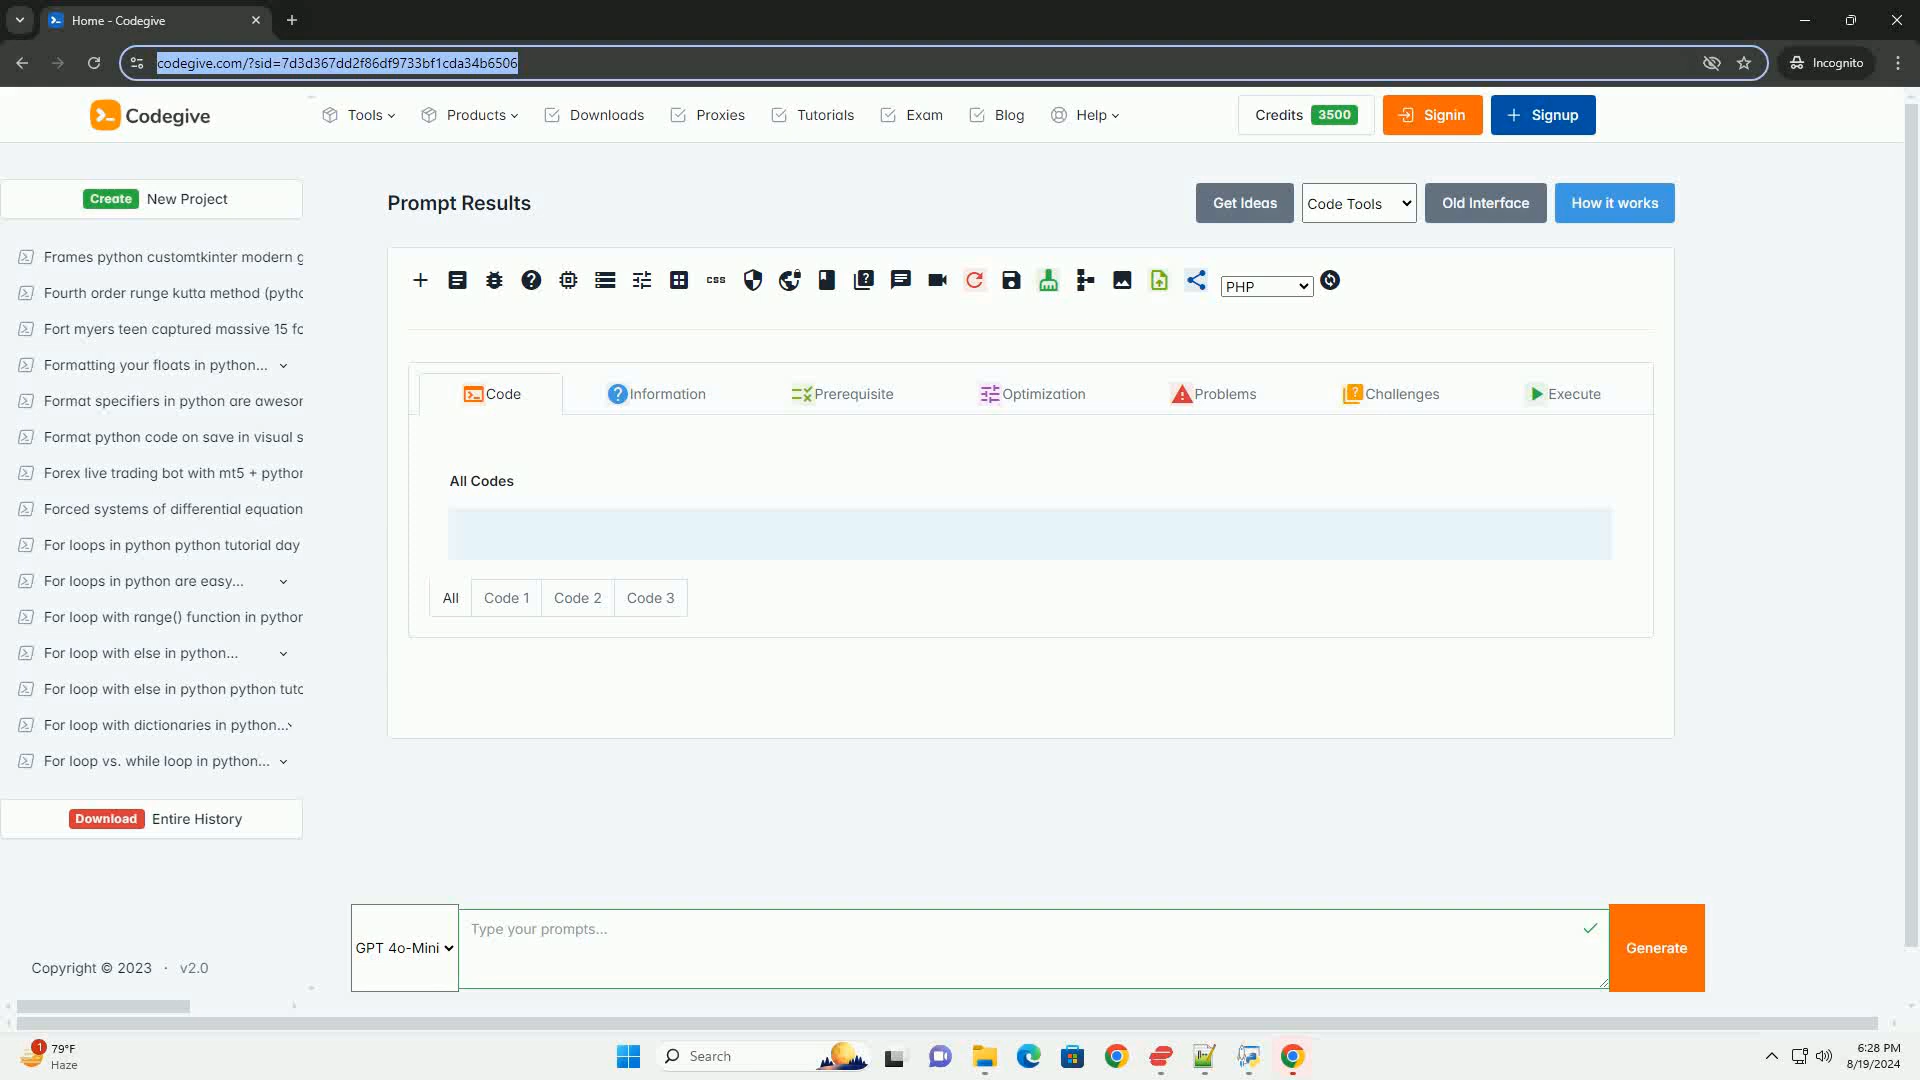 Home - Codegive
codegive.com/?sid=7d3d367dd2f86df9733bf1cda34b6506
Incognito
Codegive
Tools
Products
Downloads
Proxies
Tutorials
Exam
Blog
Help
Credits 3500
Signin
Signup
Create New Project
Prompt Results
Get Ideas
Code Tools
Old Interface
How it works
Frames python customtkinter modern g
Fourth order runge kutta method (pythc
Fort myers teen captured massive 15 fc
Formatting your floats in python...
Format specifiers in python are awesor
Format python code on save in visual s
Forex live trading bot with mt5 + pythor
Forced systems of differential equation
For loops in python python tutorial day
For loops in python are easy...
For loop with range() function in pythor
For loop with else in python...
For loop with else in python python tutc
For loop with dictionaries in python...
For loop vs. while loop in python...
css
PHP
Code
Information
Prerequisite
Optimization
Problems
Challenges
Execute
All Codes
All
Code 1
Code 2
Code 3
Download Entire History
GPT 4o-Mini
Type your prompts...
Generate
Copyright © 2023 · v2.0
1
79°F
Haze
Search
6:28 PM
8/19/2024